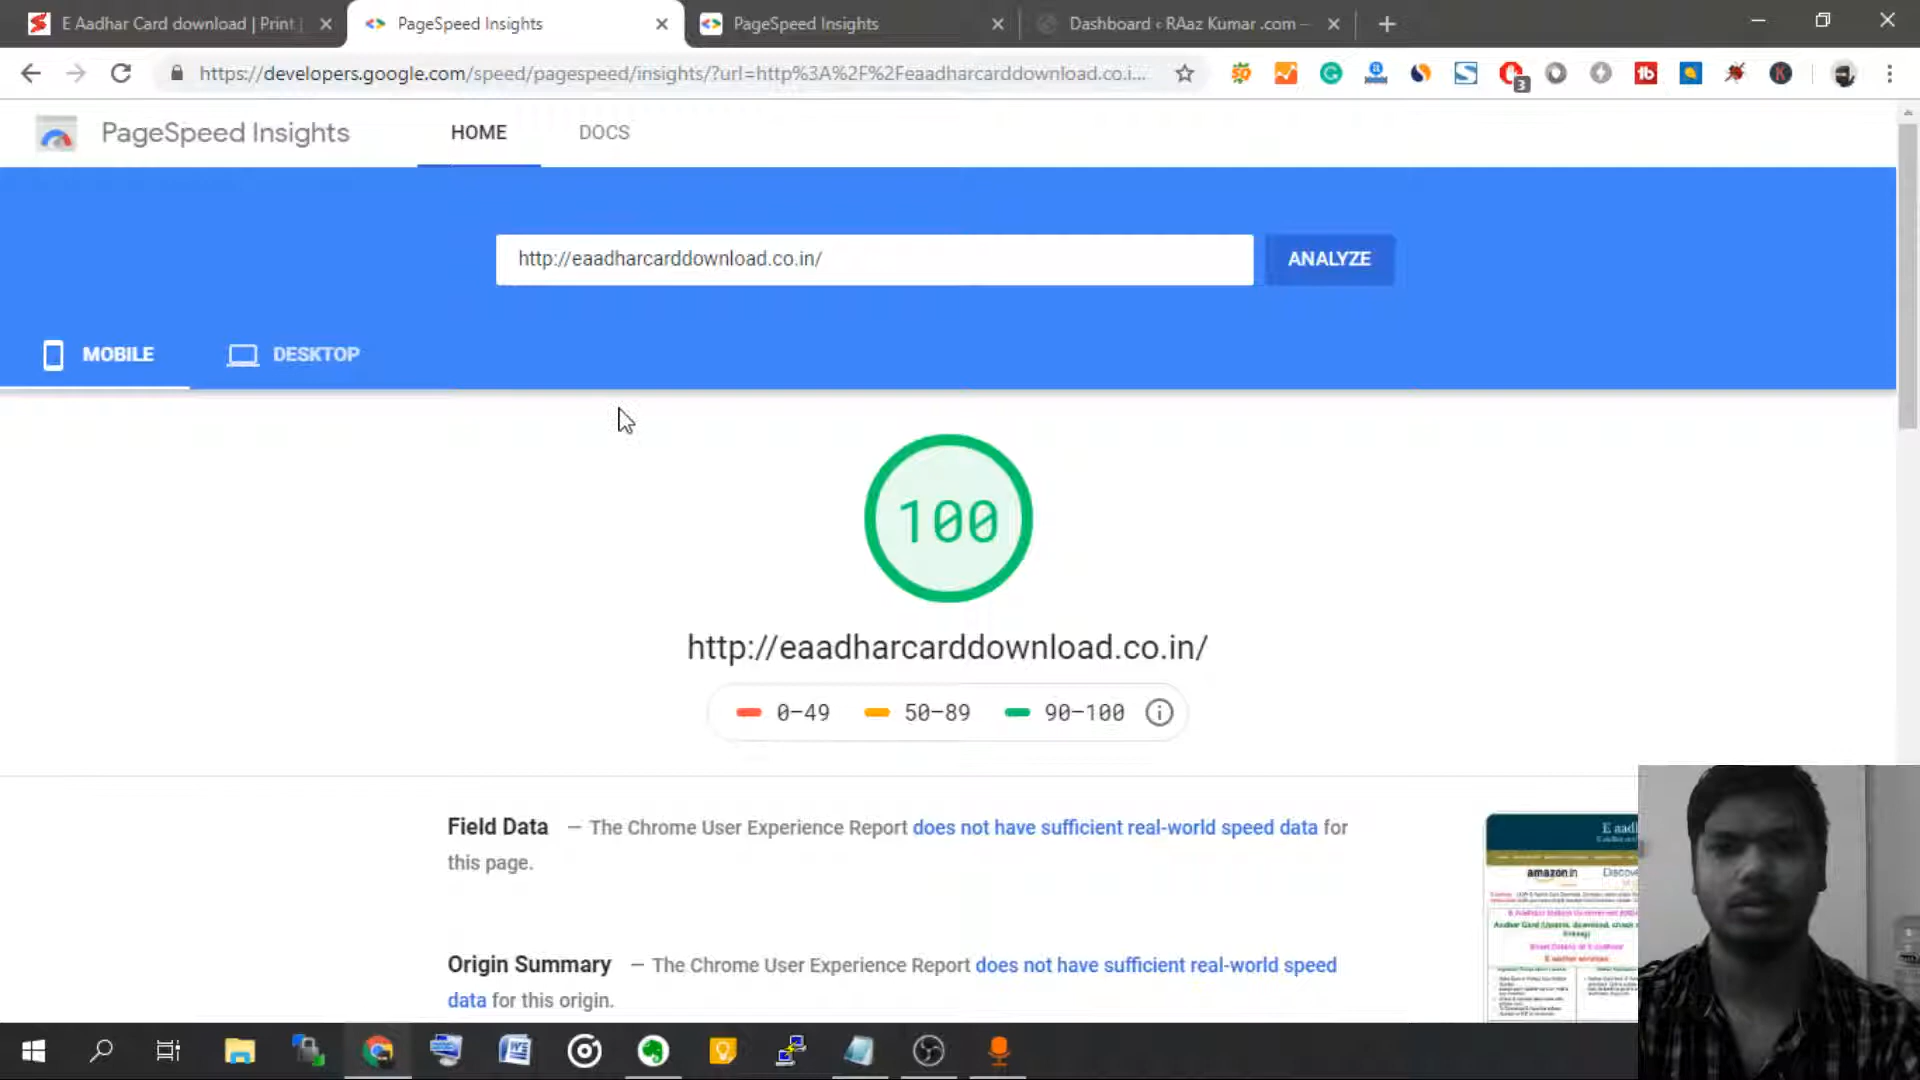 E Aadhar Card download | Print
PageSpeed Insights
PageSpeed Insights
Dashboard ‹ RAaz Kumar .com –
https://developers.google.com/speed/pagespeed/insights/?url=http%3A%2F%2Feaadharcarddownload.co.i...
3
PageSpeed Insights
HOME
DOCS
http://eaadharcarddownload.co.in/
ANALYZE
MOBILE
DESKTOP
100
http://eaadharcarddownload.co.in/
0–49
50–89
90–100
Field Data — The Chrome User Experience Report does not have sufficient real-world speed data for
this page.
Origin Summary — The Chrome User Experience Report does not have sufficient real-world speed
data for this origin.
E aad
amazon.in
Discov